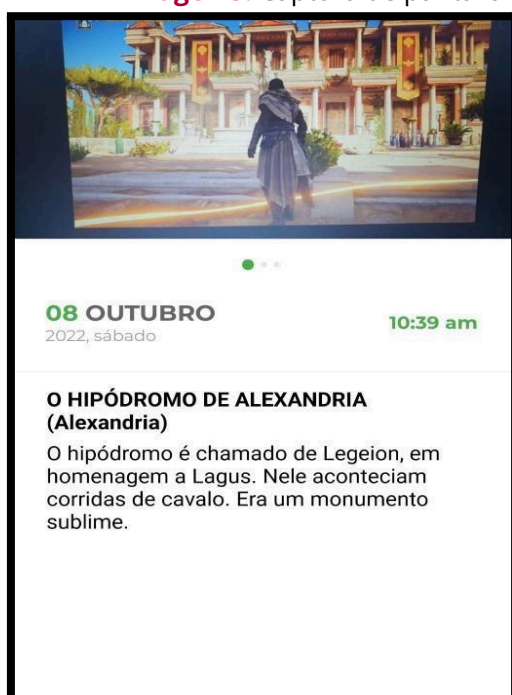 08 OUTUBRO
2022, sábado
10:39 am
O HIPÓDROMO DE ALEXANDRIA
(Alexandria)
O hipódromo é chamado de Legeion, em
homenagem a Lagus. Nele aconteciam
corridas de cavalo. Era um monumento
sublime.